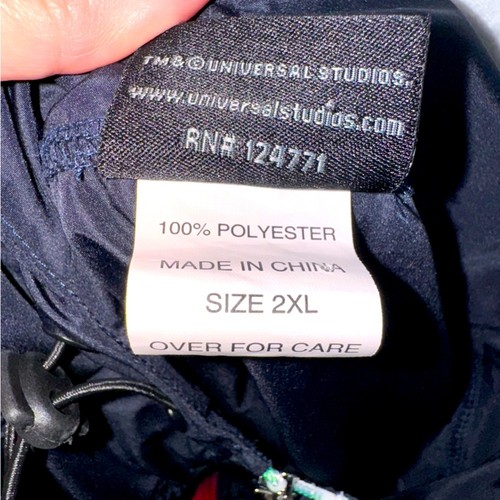 TM&©UNIVERSAL STUDIOS.
www.universalstudios.com
RN# 124771
100% POLYESTER
MADE IN CHINA
SIZE 2XL
OVER FOR CARE